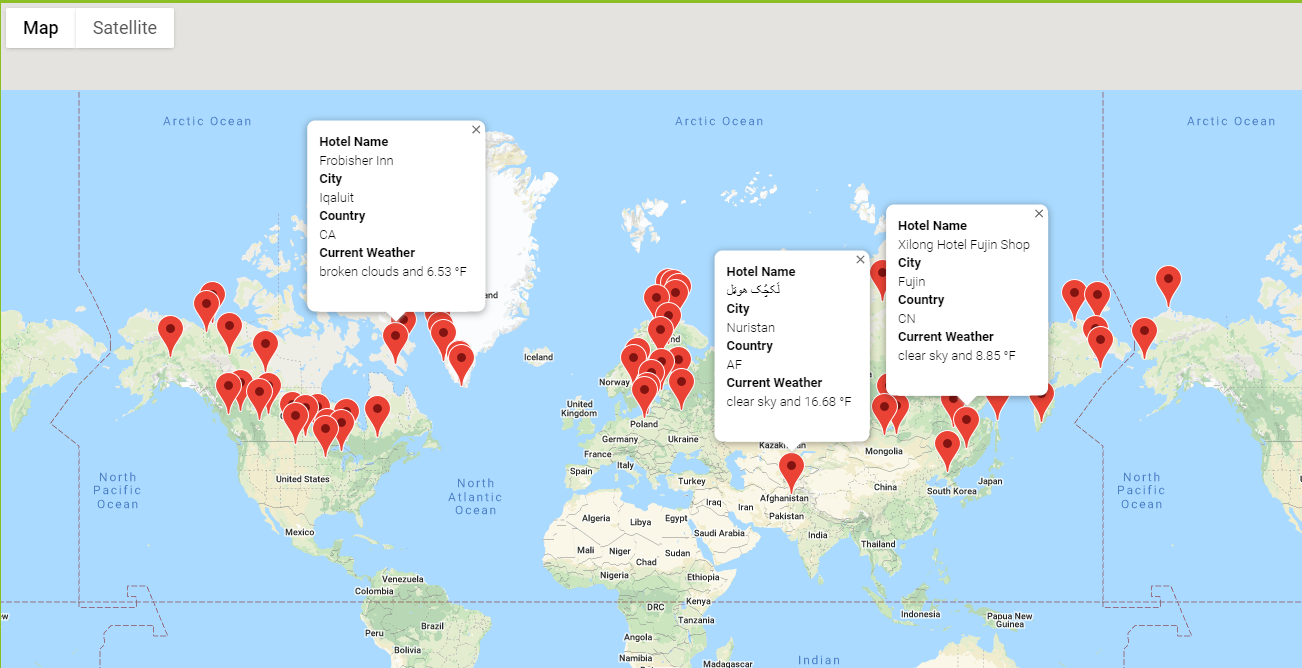 Map
Satellite
Arctic Ocean
Arctic Ocean
Arctic Ocean
Hotel Name
Frobisher Inn
City
Iqaluit
Country
CA
Current Weather
broken clouds and 6.53 °F
Hotel Name
Xilong Hotel Fujin Shop
City
Fujin
Country
CN
Current Weather
clear sky and 8.85 °F
Hotel Name
City
Nuristan
Country
AF
Current Weather
clear sky and 16.68 °F
Iceland
Norway
United
Kingdom
Poland
Germany
Ukraine
France
Italy
Spain
Turkey
Mongolia
China
Japan
South Korea
Afghanistan
Iraq
Iran
Pakistan
India
Thailand
United States
Mexico
North
Pacific
Ocean
North
Atlantic
Ocean
North
Pacific
Ocean
Algeria
Libya
Egypt
Saudi Arabia
Mali
Niger
Chad
Sudan
Nigeria
Ethiopia
Venezuela
Colombia
DRC
Kenya
Tanzania
Indonesia
Papua New
Guinea
Peru
Brazil
Bolivia
Angola
Namibia
Madagascar
Indian